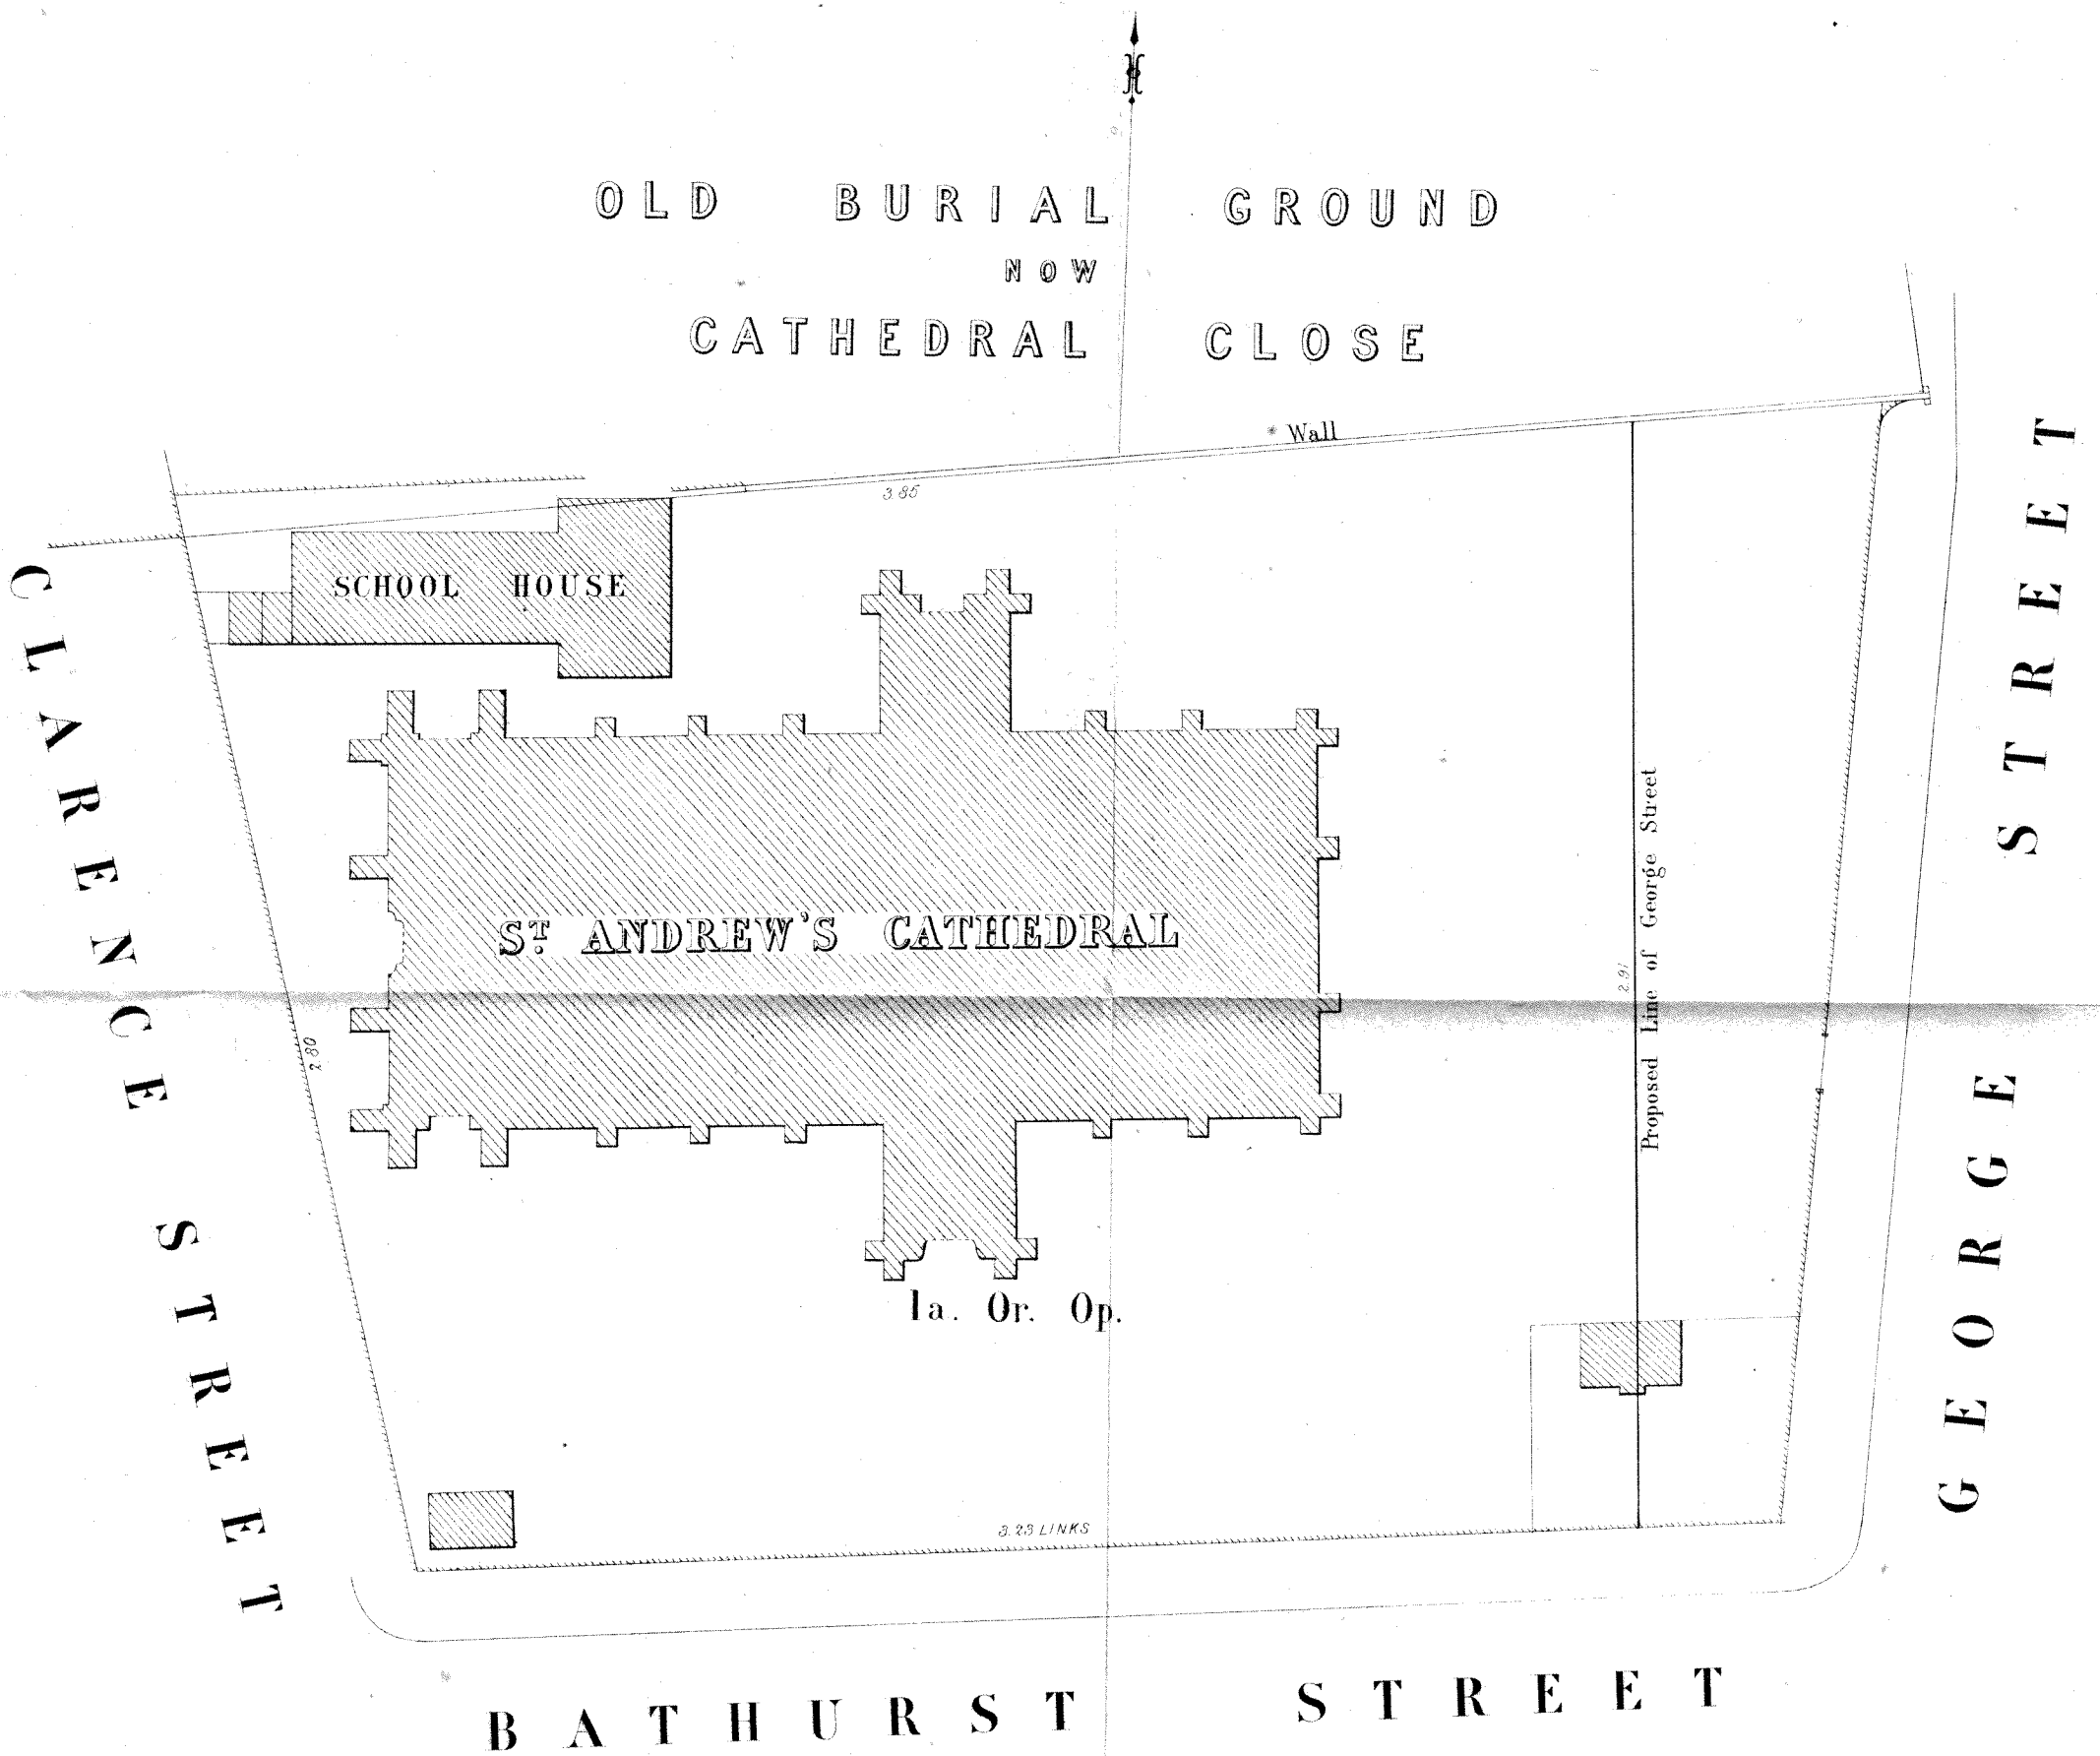 OLD BURIAL GROUND
NOW
CATHEDRAL CLOSE
Wall
3.85
SCHOOL HOUSE
CLARENCE STREET
GEORGE STREET
ST. ANDREW'S CATHEDRAL
Proposed Line of George Street
2.91
2.80
1a. 0r. 0p.
3.23 LINKS
BATHURST STREET